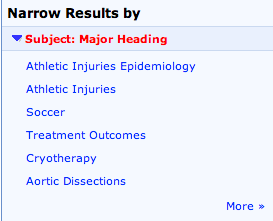 Narrow Results by
Subject: Major Heading
Athletic Injuries Epidemiology
Athletic Injuries
Soccer
Treatment Outcomes
Cryotherapy
Aortic Dissections
More »